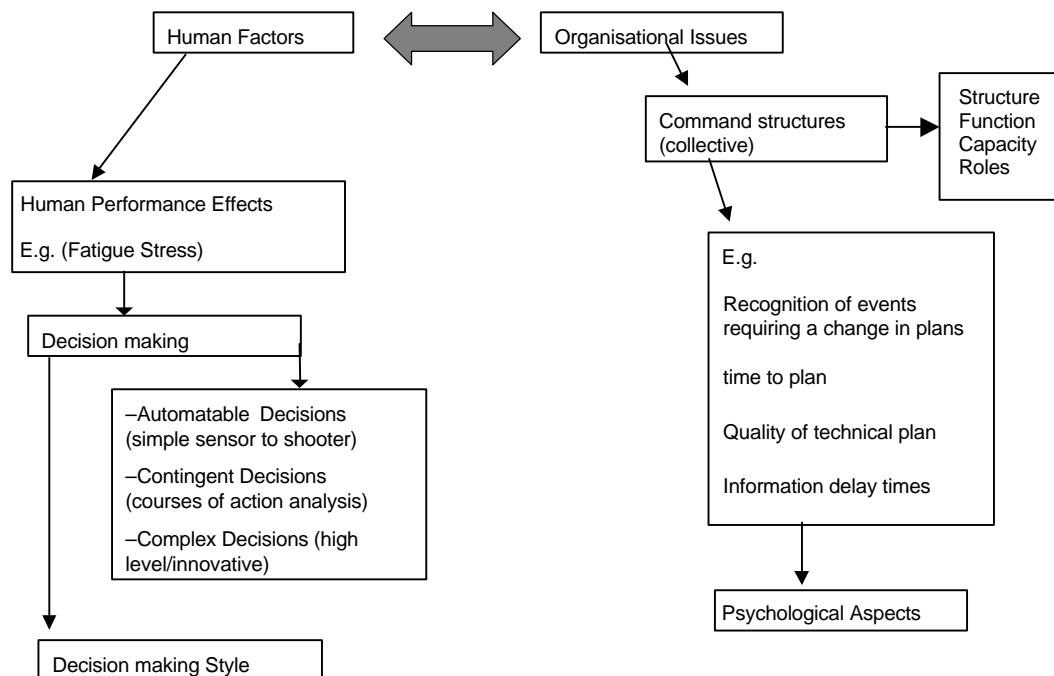 Human Factors
Organisational Issues
Command structures
(collective)
Structure
Function
Capacity
Roles
Human Performance Effects
E.g. (Fatigue Stress)
E.g.
Recognition of events
requiring a change in plans
time to plan
Quality of technical plan
Information delay times
Decision making
–Automatable Decisions
(simple sensor to shooter)
–Contingent Decisions
(courses of action analysis)
–Complex Decisions (high
level/innovative)
Psychological Aspects
Decision making Style